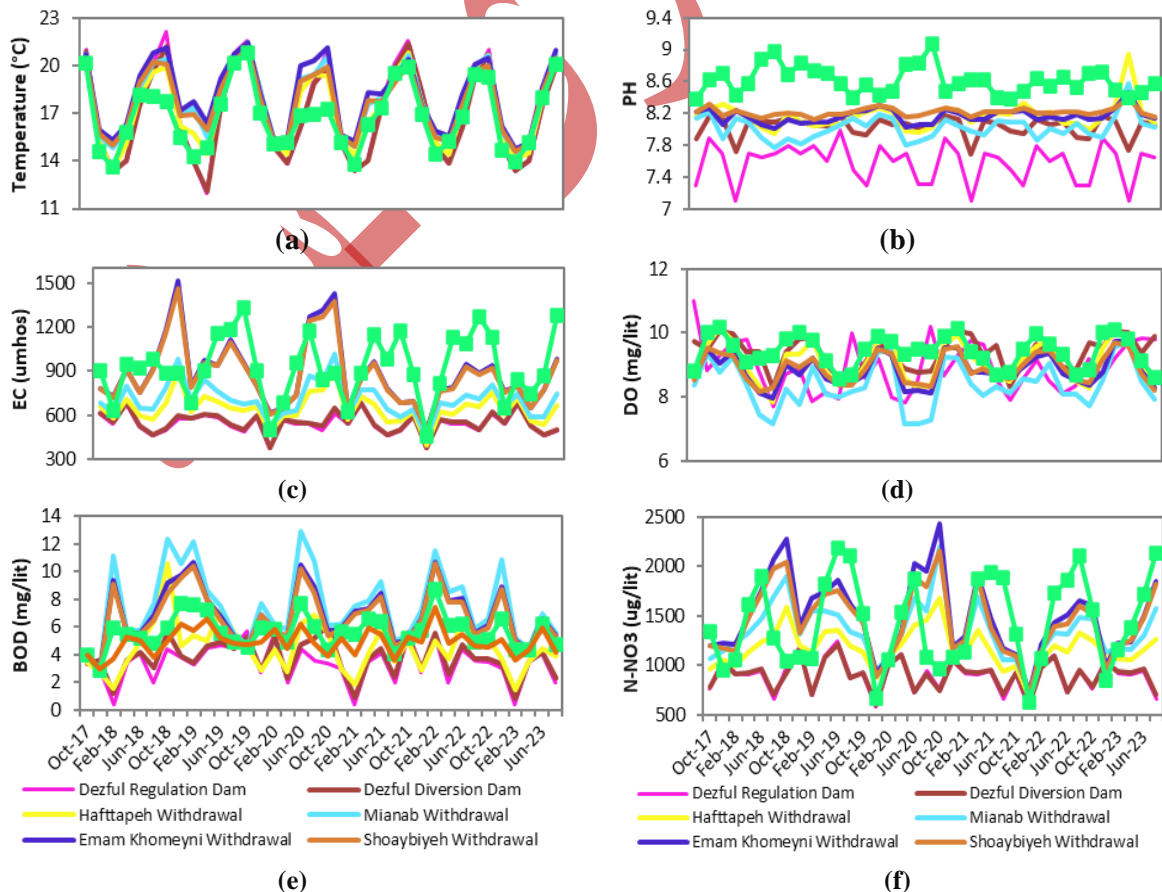 23
20
17
14
11
Temperature (°C)
(a)
9.4
9
8.6
8.2
7.8
7.4
7
PH
(b)
1500
1200
900
600
300
EC (umhos)
(c)
12
10
8
6
DO (mg/lit)
(d)
14
12
10
8
6
4
2
0
BOD (mg/lit)
Oct-17
Feb-18
Jun-18
Oct-18
Feb-19
Jun-19
Oct-19
Feb-20
Jun-20
Oct-20
Feb-21
Jun-21
Oct-21
Feb-22
Jun-22
Oct-22
Feb-23
Jun-23
Dezful Regulation Dam
Dezful Diversion Dam
Hafttapeh Withdrawal
Mianab Withdrawal
Emam Khomeyni Withdrawal
Shoaybiyeh Withdrawal
(e)
2500
2000
1500
1000
500
N-NO3 (ug/lit)
Oct-17
Feb-18
Jun-18
Oct-18
Feb-19
Jun-19
Oct-19
Feb-20
Jun-20
Oct-20
Feb-21
Jun-21
Oct-21
Feb-22
Jun-22
Oct-22
Feb-23
Jun-23
Dezful Regulation Dam
Dezful Diversion Dam
Hafttapeh Withdrawal
Mianab Withdrawal
Emam Khomeyni Withdrawal
Shoaybiyeh Withdrawal
(f)